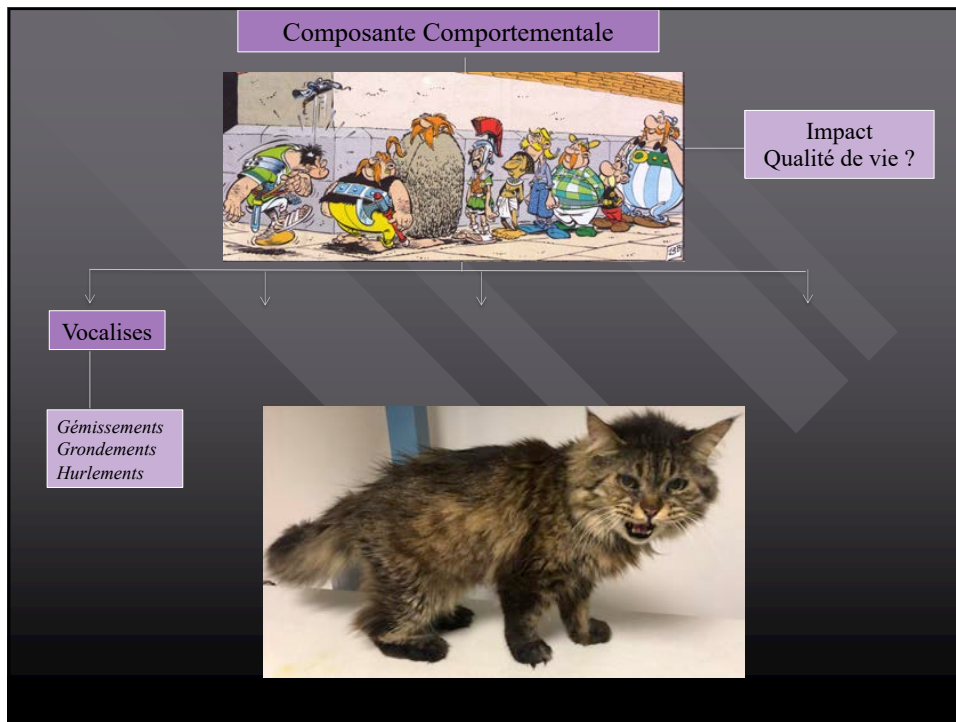 Composante Comportementale
Impact
Qualité de vie ?
Vocalises
Gémissements
Grondements
Hurlements